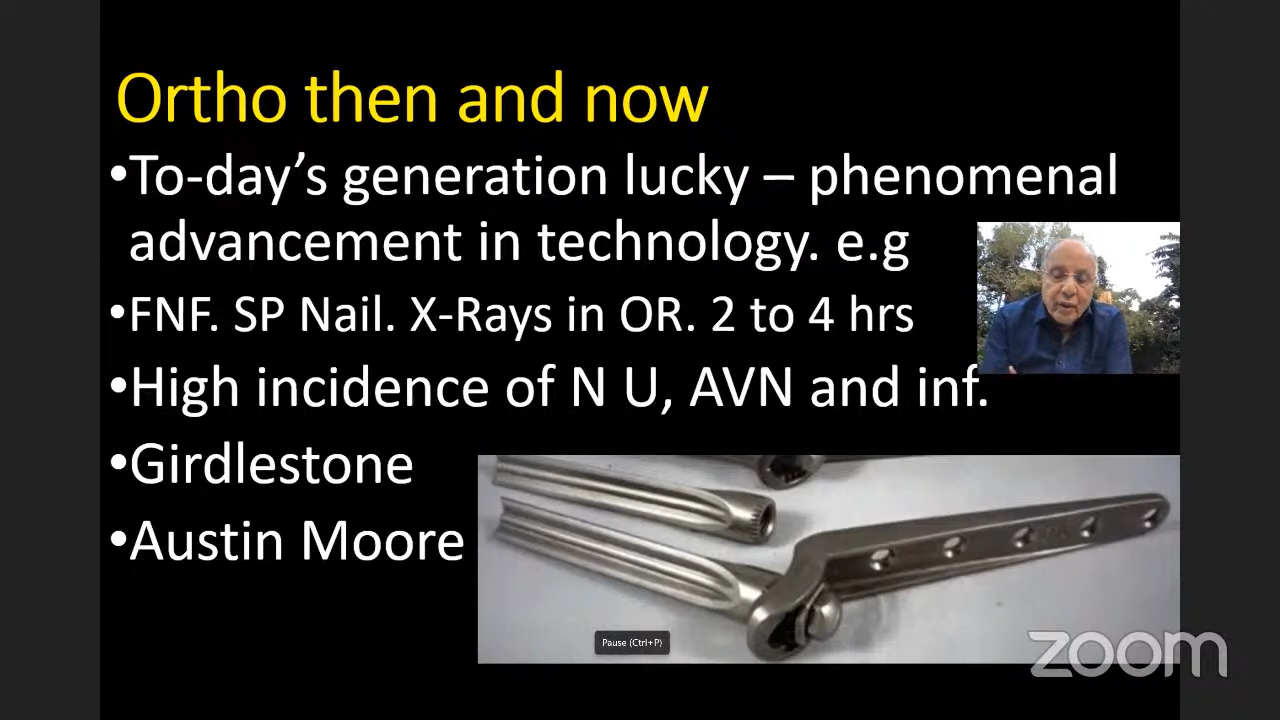 Ortho then and now
•To-day’s generation lucky – phenomenal
advancement in technology. e.g
•FNF. SP Nail. X-Rays in OR. 2 to 4 hrs
•High incidence of N U, AVN and inf.
•Girdlestone
•Austin Moore
Pause (Ctrl+P)
zoom